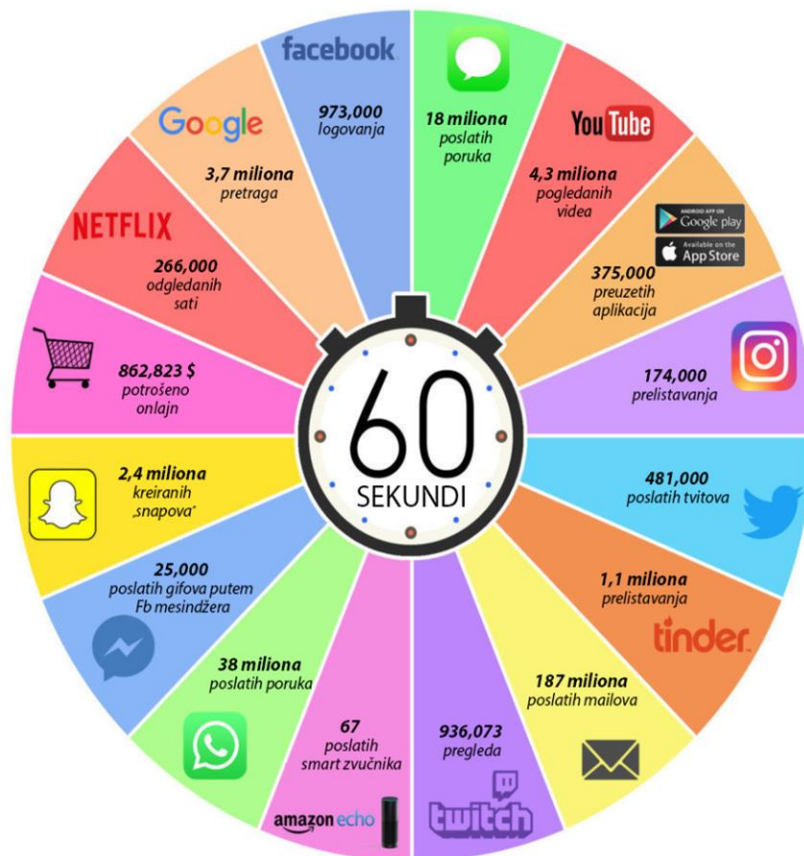 facebook
973,000
logovanja
18 miliona
poslatih
poruka
YouTube
4,3 miliona
pogledanih
videa
ANDROID APP ON
Google play
Available on the
App Store
375,000
preuzetih
aplikacija
174,000
prelistavanja
481,000
poslatih tvitova
1,1 miliona
prelistavanja
tinder
187 miliona
poslatih mailova
936,073
pregleda
twitch
67
poslatih
smart zvučnika
amazon echo
38 miliona
poslatih poruka
25,000
poslatih gifova putem
Fb mesindžera
2,4 miliona
kreiranih
„snapova“
862,823 $
potrošeno
onlajn
NETFLIX
266,000
odgledanih
sati
Google
3,7 miliona
pretraga
60
SEKUNDI